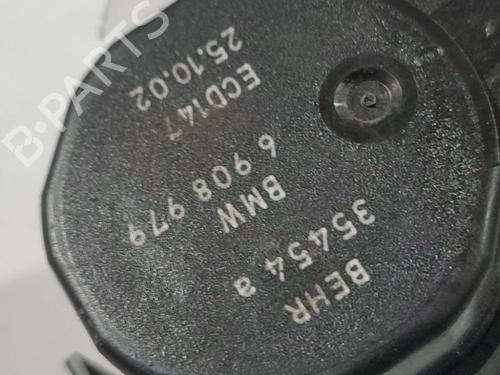 BEHR
35454 a
BMW
6 908 979
ECD147
25.10.02
B-PARTS